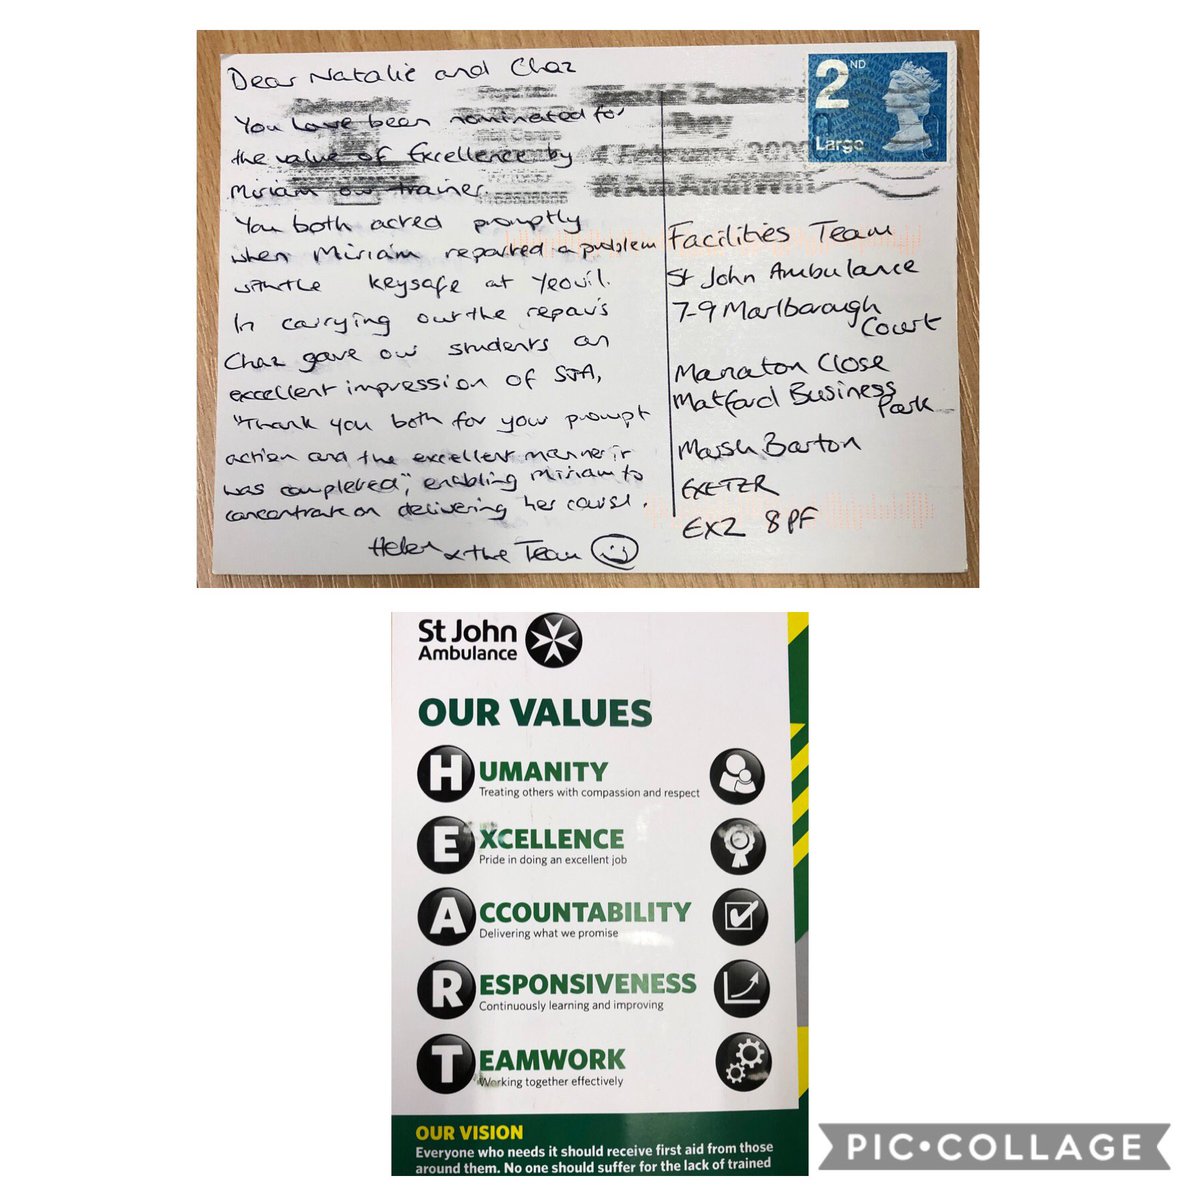 Dear Natalie and Chaz
You have been nominated for
the value of Excellence by
Miriam our trainer.
You both acted promptly
when Miriam reported a problem
with the keysafe at Yeovil.
In carrying out the repairs
Chaz gave our students an
excellent impression of SJA,
"Thank you both for your prompt
action and the excellent manner it
was completed", enabling Miriam to
concentrate on delivering her course.
Helen & the Team
2ND
Large
4 February 2020
Facilities Team
St John Ambulance
7-9 Marlborough
Court
Manaton Close
Matford Business
Park
Marsh Barton
EXETER
EX2 8PF
St John
Ambulance
OUR VALUES
HUMANITY
Treating others with compassion and respect
EXCELLENCE
Pride in doing an excellent job
ACCOUNTABILITY
Delivering what we promise
RESPONSIVENESS
Continuously learning and improving
TEAMWORK
Working together effectively
OUR VISION
Everyone who needs it should receive first aid from those
around them. No one should suffer for the lack of trained
PIC•COLLAGE